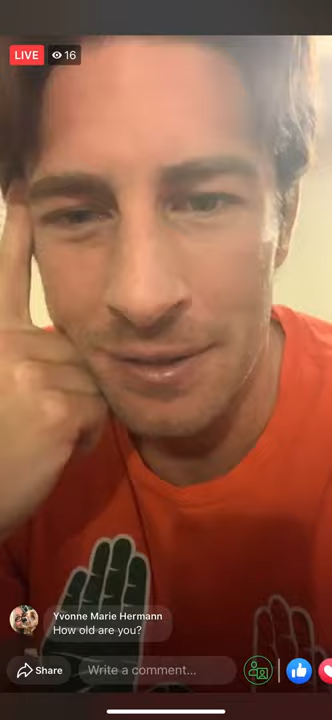 LIVE 16
Yvonne Marie Hermann
How old are you?
Share Write a comment...